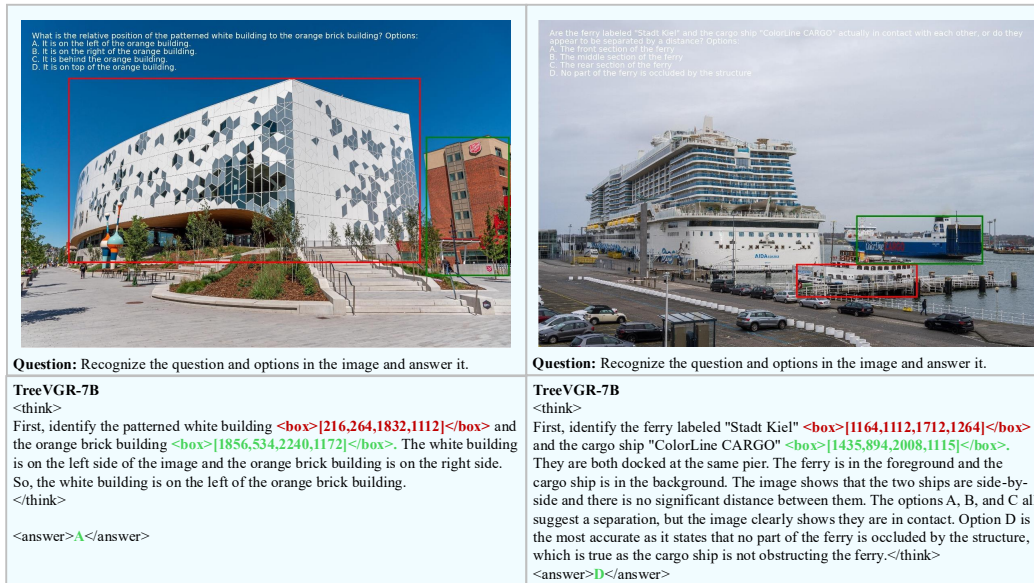 What is the relative position of the patterned white building to the orange brick building? Options:
A. It is on the left of the orange building.
B. It is on the right of the orange building.
C. It is behind the orange building.
D. It is on top of the orange building.
Question: Recognize the question and options in the image and answer it.
TreeVGR-7B
<think>
First, identify the patterned white building <box>[216,264,1832,1112]</box> and
the orange brick building <box>[1856,534,2240,1172]</box>. The white building
is on the left side of the image and the orange brick building is on the right side.
So, the white building is on the left of the orange brick building.
</think>
<answer>A</answer>
Are the ferry labeled "Stadt Kiel" and the cargo ship "ColorLine CARGO" actually in contact with each other, or do they
appear to be separated by a distance? Options:
A. The front section of the ferry
B. The middle section of the ferry
C. The rear section of the ferry
D. No part of the ferry is occluded by the structure
AIDA
Question: Recognize the question and options in the image and answer it.
TreeVGR-7B
<think>
First, identify the ferry labeled "Stadt Kiel" <box>[1164,1112,1712,1264]</box>
and the cargo ship "ColorLine CARGO" <box>[1435,894,2008,1115]</box>.
They are both docked at the same pier. The ferry is in the foreground and the
cargo ship is in the background. The image shows that the two ships are side-by-
side and there is no significant distance between them. The options A, B, and C al
suggest a separation, but the image clearly shows they are in contact. Option D is
the most accurate as it states that no part of the ferry is occluded by the structure,
which is true as the cargo ship is not obstructing the ferry.</think>
<answer>D</answer>